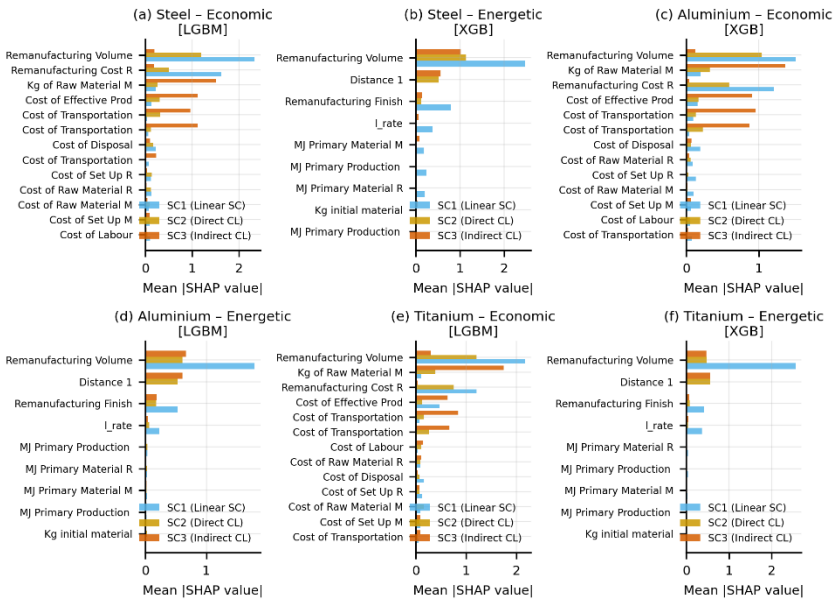 (a) Steel – Economic
[LGBM]
Remanufacturing Volume
Remanufacturing Cost R
Kg of Raw Material M
Cost of Effective Prod
Cost of Transportation
Cost of Transportation
Cost of Disposal
Cost of Transportation
Cost of Set Up R
Cost of Raw Material R
Cost of Raw Material M
Cost of Set Up M
Cost of Labour
SC1 (Linear SC)
SC2 (Direct CL)
SC3 (Indirect CL)
0 1 2
Mean |SHAP value|
(b) Steel – Energetic
[XGB]
Remanufacturing Volume
Distance 1
Remanufacturing Finish
l_rate
MJ Primary Material M
MJ Primary Production
MJ Primary Material R
Kg initial material
MJ Primary Production
SC1 (Linear SC)
SC2 (Direct CL)
SC3 (Indirect CL)
0 1 2
Mean |SHAP value|
(c) Aluminium – Economic
[XGB]
Remanufacturing Volume
Kg of Raw Material M
Remanufacturing Cost R
Cost of Effective Prod
Cost of Transportation
Cost of Transportation
Cost of Disposal
Cost of Raw Material R
Cost of Set Up R
Cost of Raw Material M
Cost of Set Up M
Cost of Labour
Cost of Transportation
SC1 (Linear SC)
SC2 (Direct CL)
SC3 (Indirect CL)
0 1
Mean |SHAP value|
(d) Aluminium – Energetic
[LGBM]
Remanufacturing Volume
Distance 1
Remanufacturing Finish
l_rate
MJ Primary Production
MJ Primary Material R
MJ Primary Material M
MJ Primary Production
Kg initial material
SC1 (Linear SC)
SC2 (Direct CL)
SC3 (Indirect CL)
0 1
Mean |SHAP value|
(e) Titanium – Economic
[LGBM]
Remanufacturing Volume
Kg of Raw Material M
Remanufacturing Cost R
Cost of Effective Prod
Cost of Transportation
Cost of Transportation
Cost of Labour
Cost of Raw Material R
Cost of Disposal
Cost of Set Up R
Cost of Raw Material M
Cost of Set Up M
Cost of Transportation
SC1 (Linear SC)
SC2 (Direct CL)
SC3 (Indirect CL)
0 1 2
Mean |SHAP value|
(f) Titanium – Energetic
[XGB]
Remanufacturing Volume
Distance 1
Remanufacturing Finish
l_rate
MJ Primary Material R
MJ Primary Production
MJ Primary Material M
MJ Primary Production
Kg initial material
SC1 (Linear SC)
SC2 (Direct CL)
SC3 (Indirect CL)
0 1 2
Mean |SHAP value|